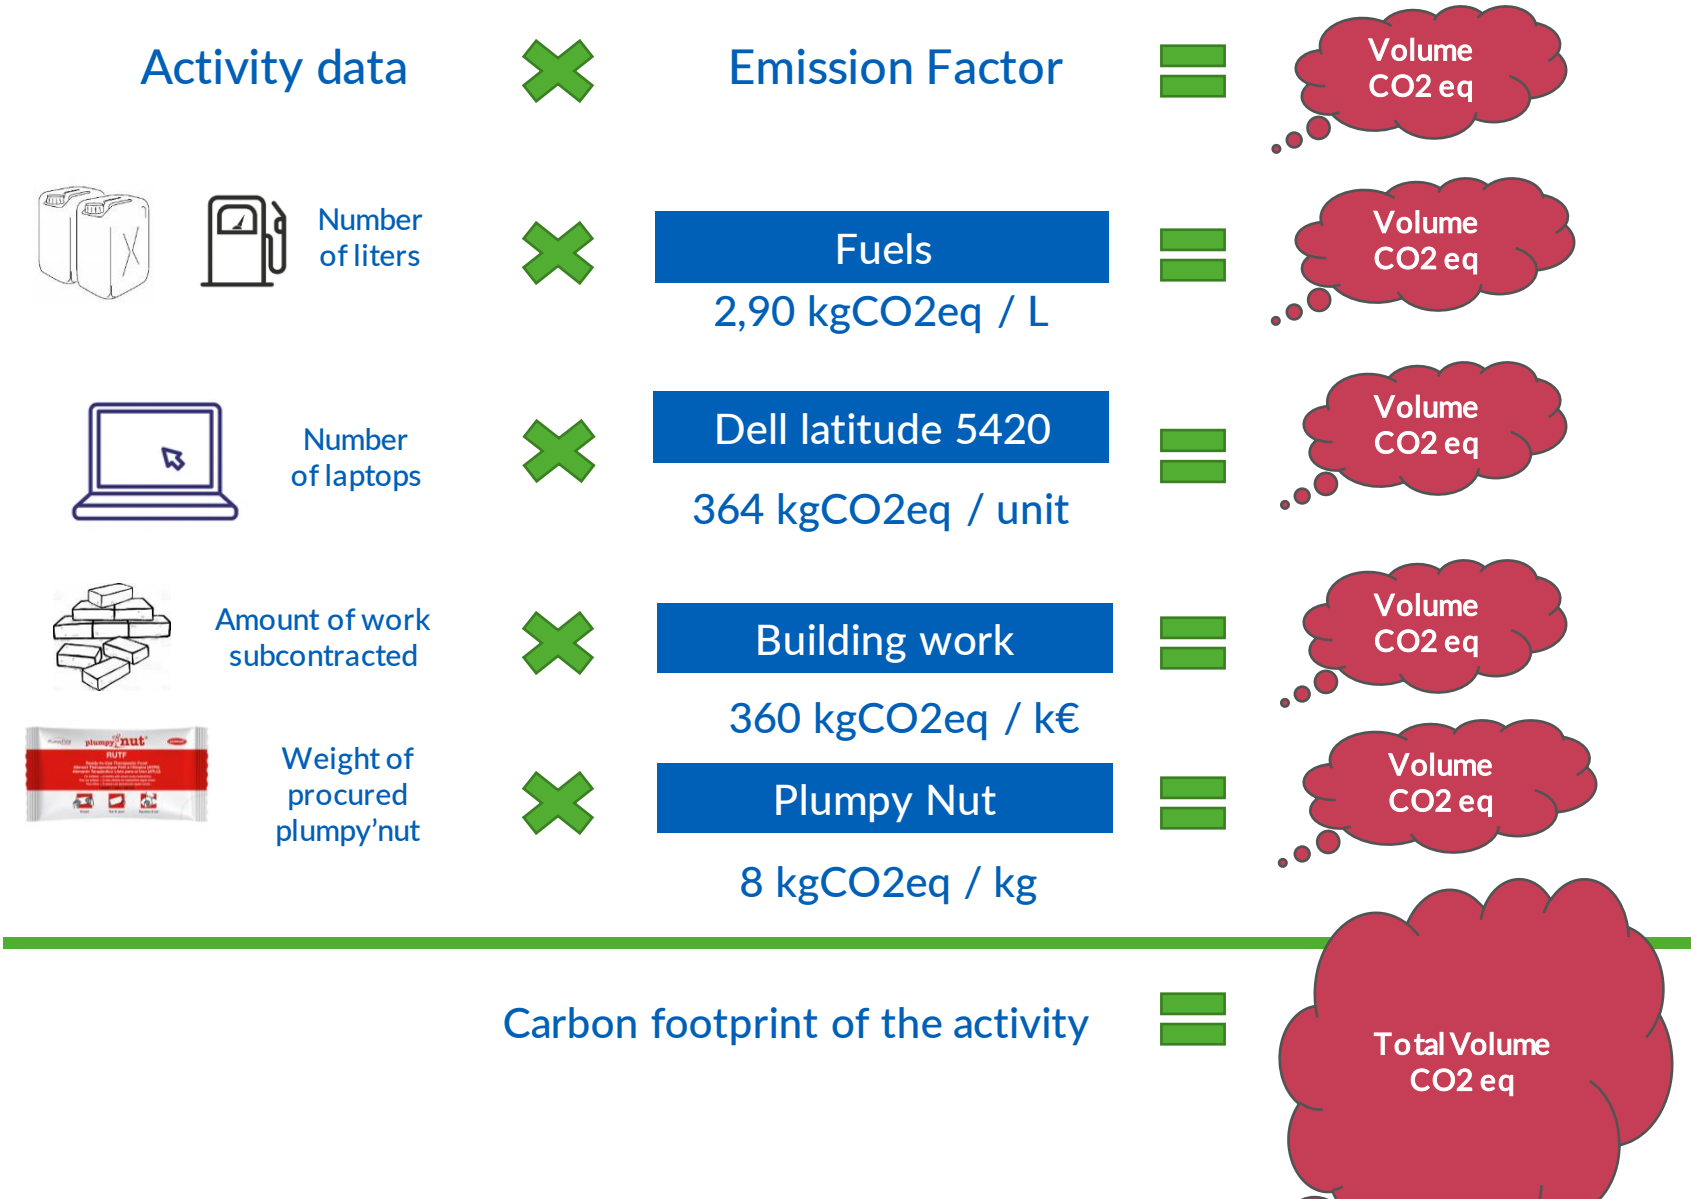 Activity data
Emission Factor
Volume
CO2 eq
Number
of liters
Fuels
2,90 kgCO2eq / L
Volume
CO2 eq
Number
of laptops
Dell latitude 5420
364 kgCO2eq / unit
Volume
CO2 eq
Amount of work
subcontracted
Building work
360 kgCO2eq / k€
Volume
CO2 eq
plumpy'nut
RUTF
Weight of
procured
plumpy’nut
Plumpy Nut
8 kgCO2eq / kg
Volume
CO2 eq
Carbon footprint of the activity
Total Volume
CO2 eq